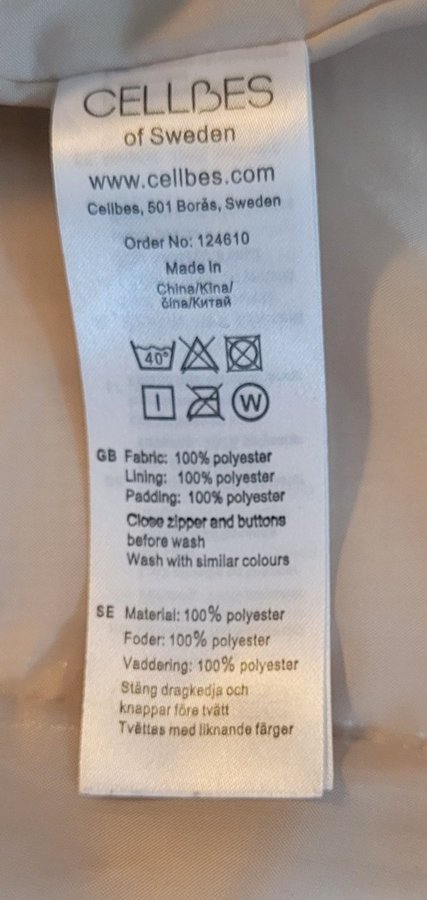 CELLBES
of Sweden
www.cellbes.com
Cellbes, 501 Borås, Sweden
Order No: 124610
Made in
China/Kina/
čína/Китай
40°
I
W
GB Fabric: 100% polyester
Lining: 100% polyester
Padding: 100% polyester
Close zipper and buttons
before wash
Wash with similar colours
SE Material: 100% polyester
Foder: 100% polyester
Vaddering: 100% polyester
Stäng dragkedja och
knappar före tvätt
Tvättas med liknande färger